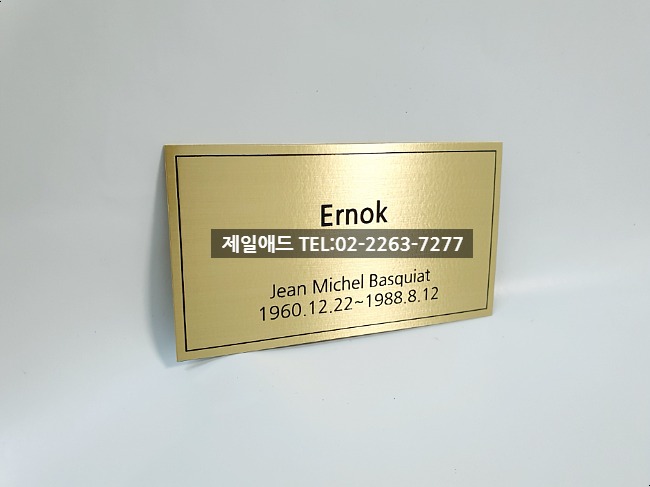 Ernok
제일애드 TEL:02-2263-7277
Jean Michel Basquiat
1960.12.22~1988.8.12